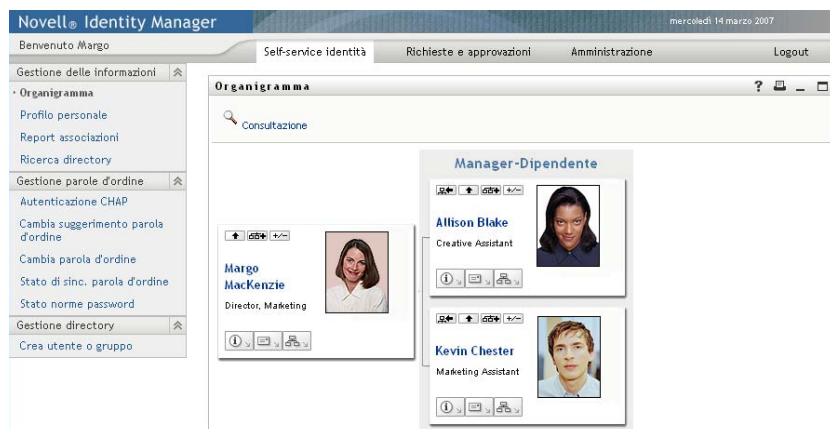 Novell® Identity Manager
mercoledì 14 marzo 2007
Benvenuto Margo
Self-service identità
Richieste e approvazioni
Amministrazione
Logout
Gestione delle informazioni
· Organigramma
Profilo personale
Report associazioni
Ricerca directory
Gestione parole d'ordine
Autenticazione CHAP
Cambia suggerimento parola
d'ordine
Cambia parola d'ordine
Stato di sinc. parola d'ordine
Stato norme password
Gestione directory
Crea utente o gruppo
Organigramma
?
Consultazione
Margo
MacKenzie
Director, Marketing
Manager-Dipendente
Allison Blake
Creative Assistant
Kevin Chester
Marketing Assistant